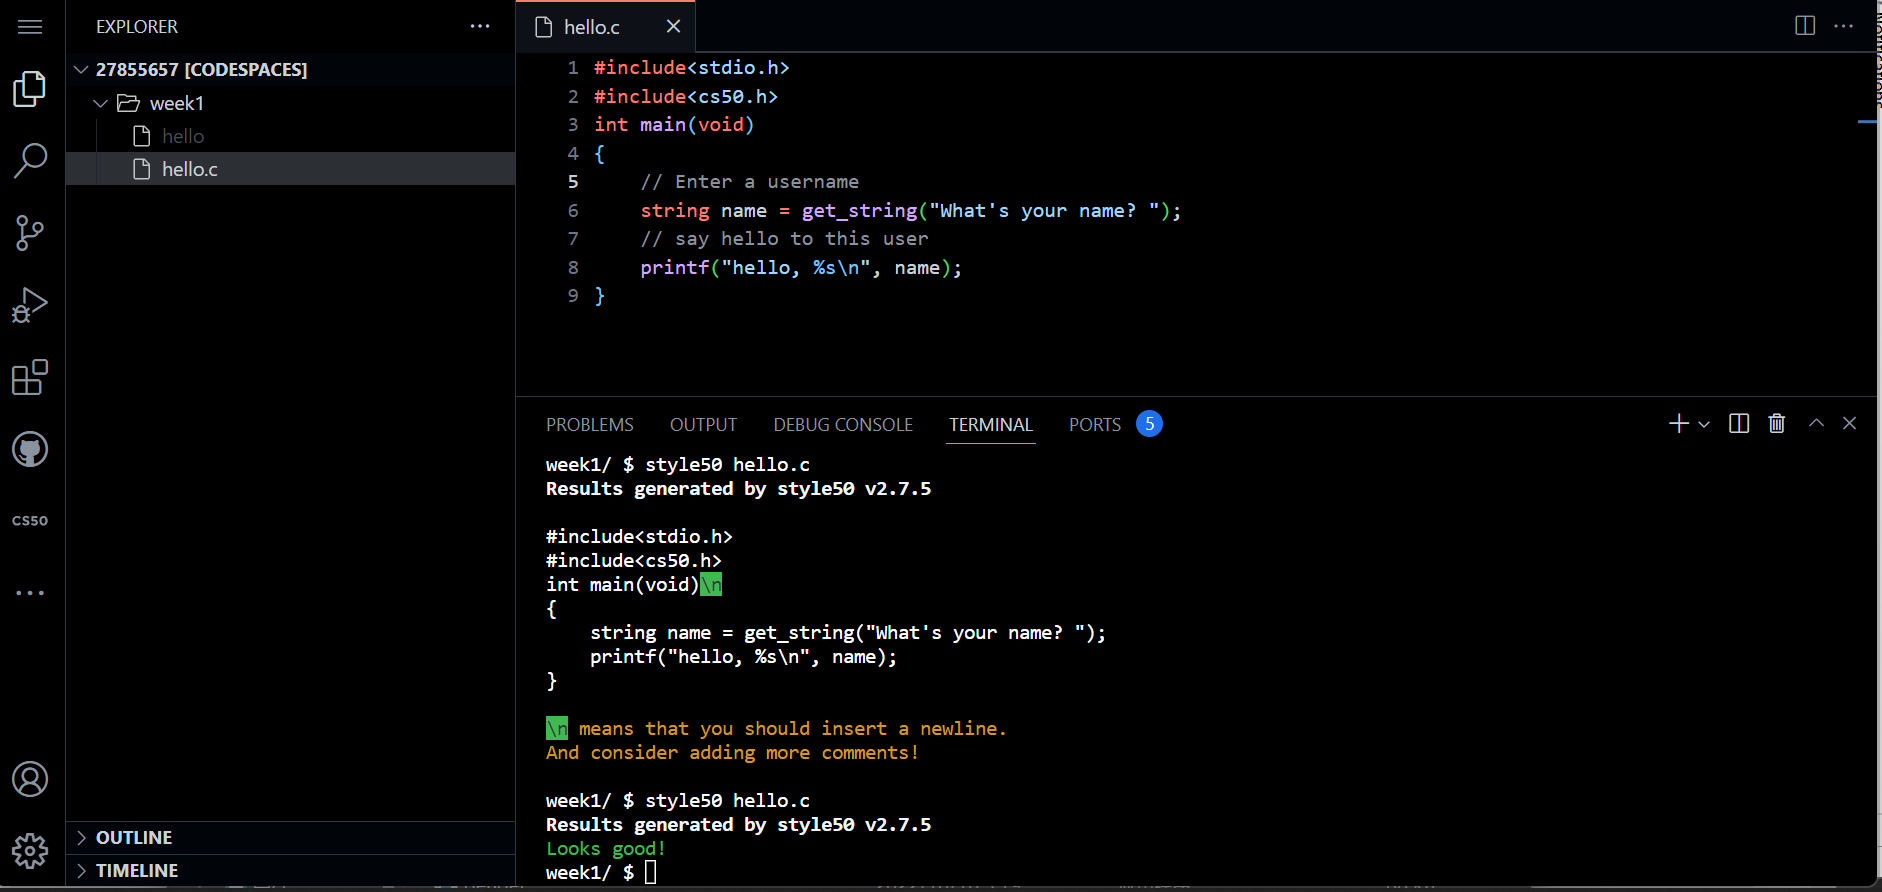 EXPLORER
27855657 [CODESPACES]
week1
hello
hello.c
CS50
OUTLINE
TIMELINE
hello.c
1 #include<stdio.h>
2 #include<cs50.h>
3 int main(void)
4 {
5 // Enter a username
6 string name = get_string("What's your name? ");
7 // say hello to this user
8 printf("hello, %s\n", name);
9 }
PROBLEMS OUTPUT DEBUG CONSOLE TERMINAL PORTS 5
week1/ $ style50 hello.c
Results generated by style50 v2.7.5
#include<stdio.h>
#include<cs50.h>
int main(void)\n
{
string name = get_string("What's your name? ");
printf("hello, %s\n", name);
}
\n means that you should insert a newline.
And consider adding more comments!
week1/ $ style50 hello.c
Results generated by style50 v2.7.5
Looks good!
week1/ $